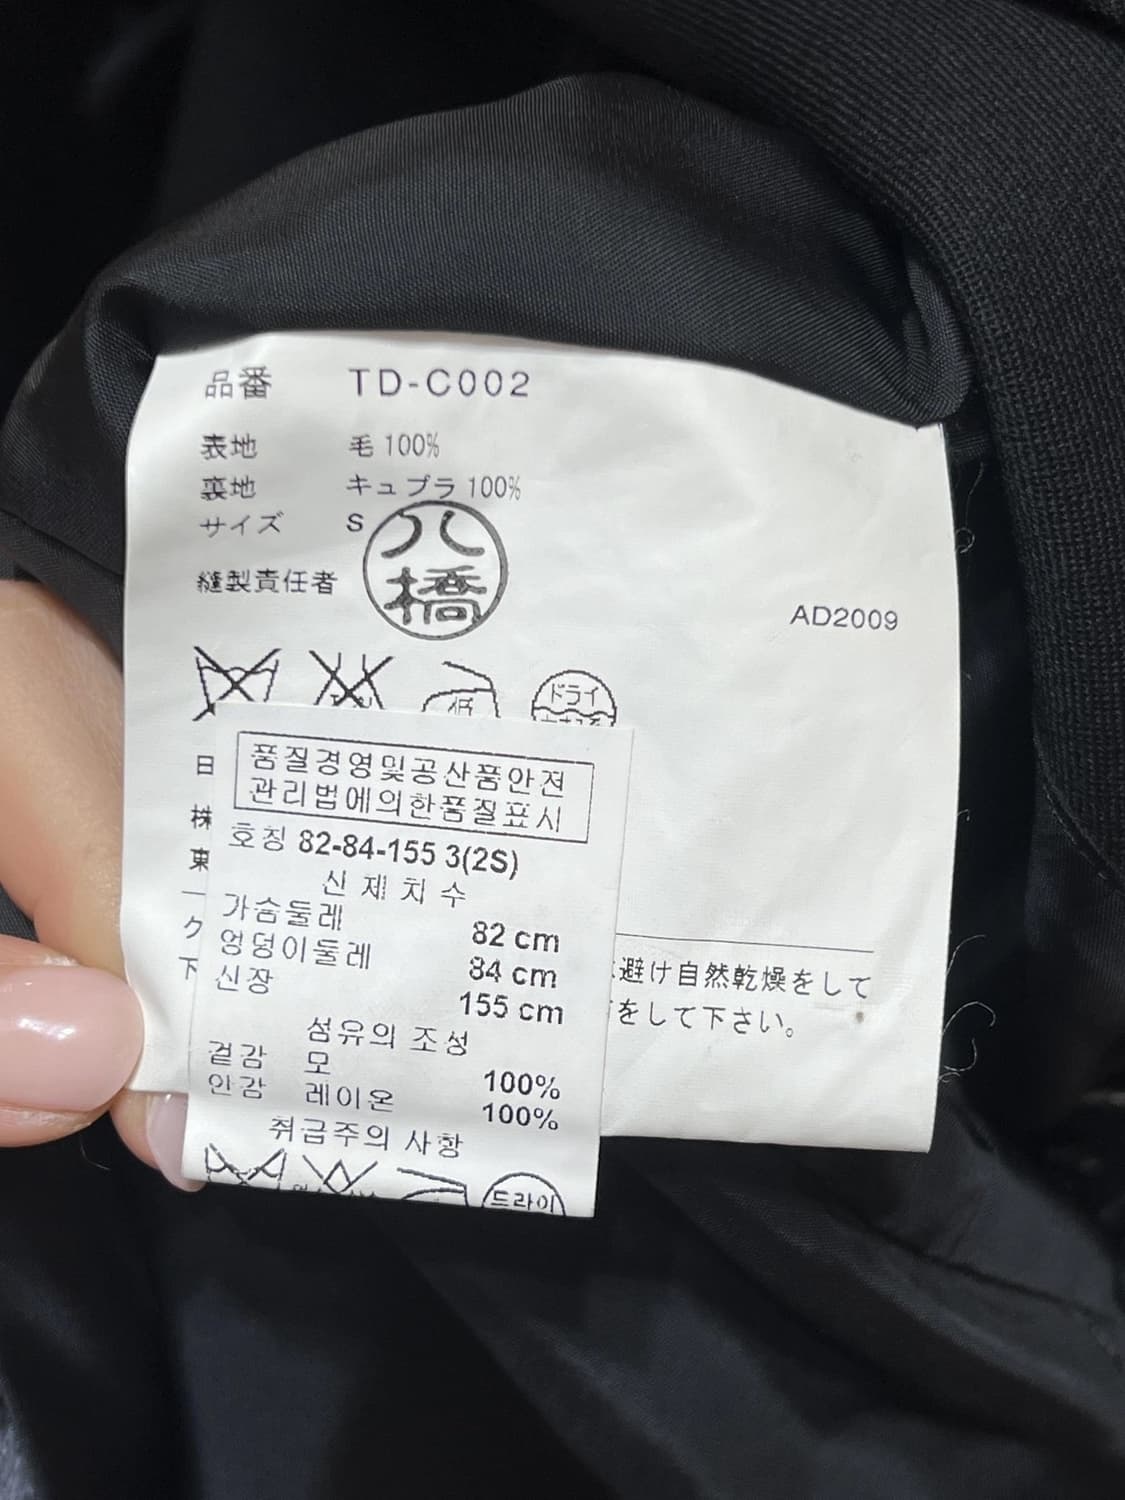 品番 TD-C002
表地 毛 100%
裏地 キュプラ 100%
サイズ S
八橋
縫製責任者
AD2009
ドライ
低
日
株
東
ク
下
避け自然乾燥をして
をして下さい。
품질경영및공산품안전
관리법에의한품질표시
호칭 82-84-155 3(2S)
신체치수
가슴둘레 82 cm
엉덩이둘레 84 cm
신장 155 cm
섬유의 조성
겉감 모 100%
안감 레이온 100%
취급주의 사항
드라이